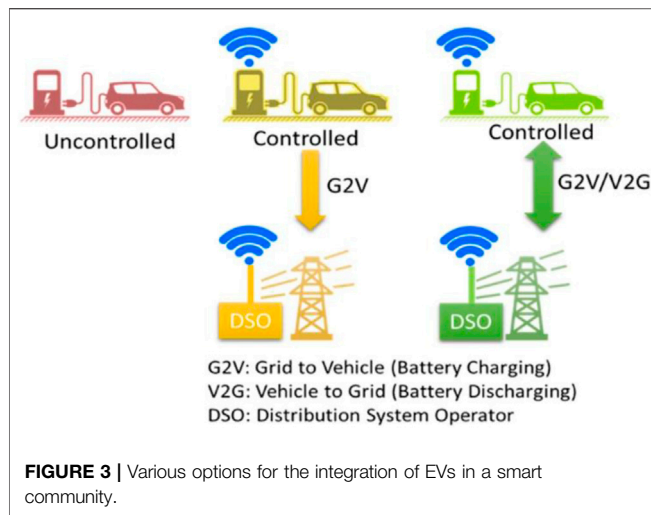 Uncontrolled
Controlled
Controlled
G2V
G2V/V2G
DSO
DSO
G2V: Grid to Vehicle (Battery Charging)
V2G: Vehicle to Grid (Battery Discharging)
DSO: Distribution System Operator
FIGURE 3 | Various options for the integration of EVs in a smart
community.